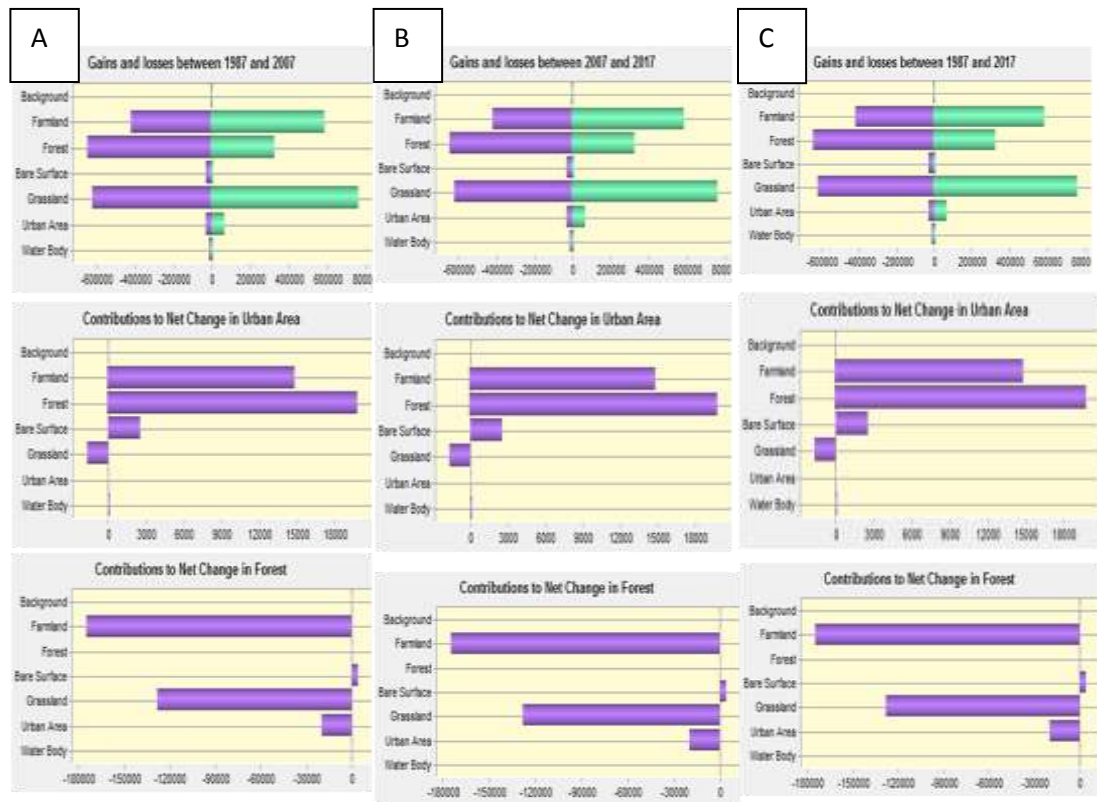 A
Gains and losses between 1987 and 2007
Background
Farmland
Forest
Bare Surface
Grassland
Urban Area
Water Body
-600000 -400000 -200000 0 200000 400000 600000 80000
Contributions to Net Change in Urban Area
Background
Farmland
Forest
Bare Surface
Grassland
Urban Area
Water Body
0 3000 6000 9000 12000 15000 18000
Contributions to Net Change in Forest
Background
Farmland
Forest
Bare Surface
Grassland
Urban Area
Water Body
-180000 -150000 -120000 -90000 -60000 -30000 0
B
Gains and losses between 2007 and 2017
Background
Farmland
Forest
Bare Surface
Grassland
Urban Area
Water Body
-600000 -400000 -200000 0 200000 400000 600000 80000
Contributions to Net Change in Urban Area
Background
Farmland
Forest
Bare Surface
Grassland
Urban Area
Water Body
0 3000 6000 9000 12000 15000 18000
Contributions to Net Change in Forest
Background
Farmland
Forest
Bare Surface
Grassland
Urban Area
Water Body
-180000 -150000 -120000 -90000 -60000 -30000 0
C
Gains and losses between 1987 and 2017
Background
Farmland
Forest
Bare Surface
Grassland
Urban Area
Water Body
-600000 -400000 -200000 0 200000 400000 600000 8000
Contributions to Net Change in Urban Area
Background
Farmland
Forest
Bare Surface
Grassland
Urban Area
Water Body
0 3000 6000 9000 12000 15000 18000
Contributions to Net Change in Forest
Background
Farmland
Forest
Bare Surface
Grassland
Urban Area
Water Body
-180000 -150000 -120000 -90000 -60000 -30000 0